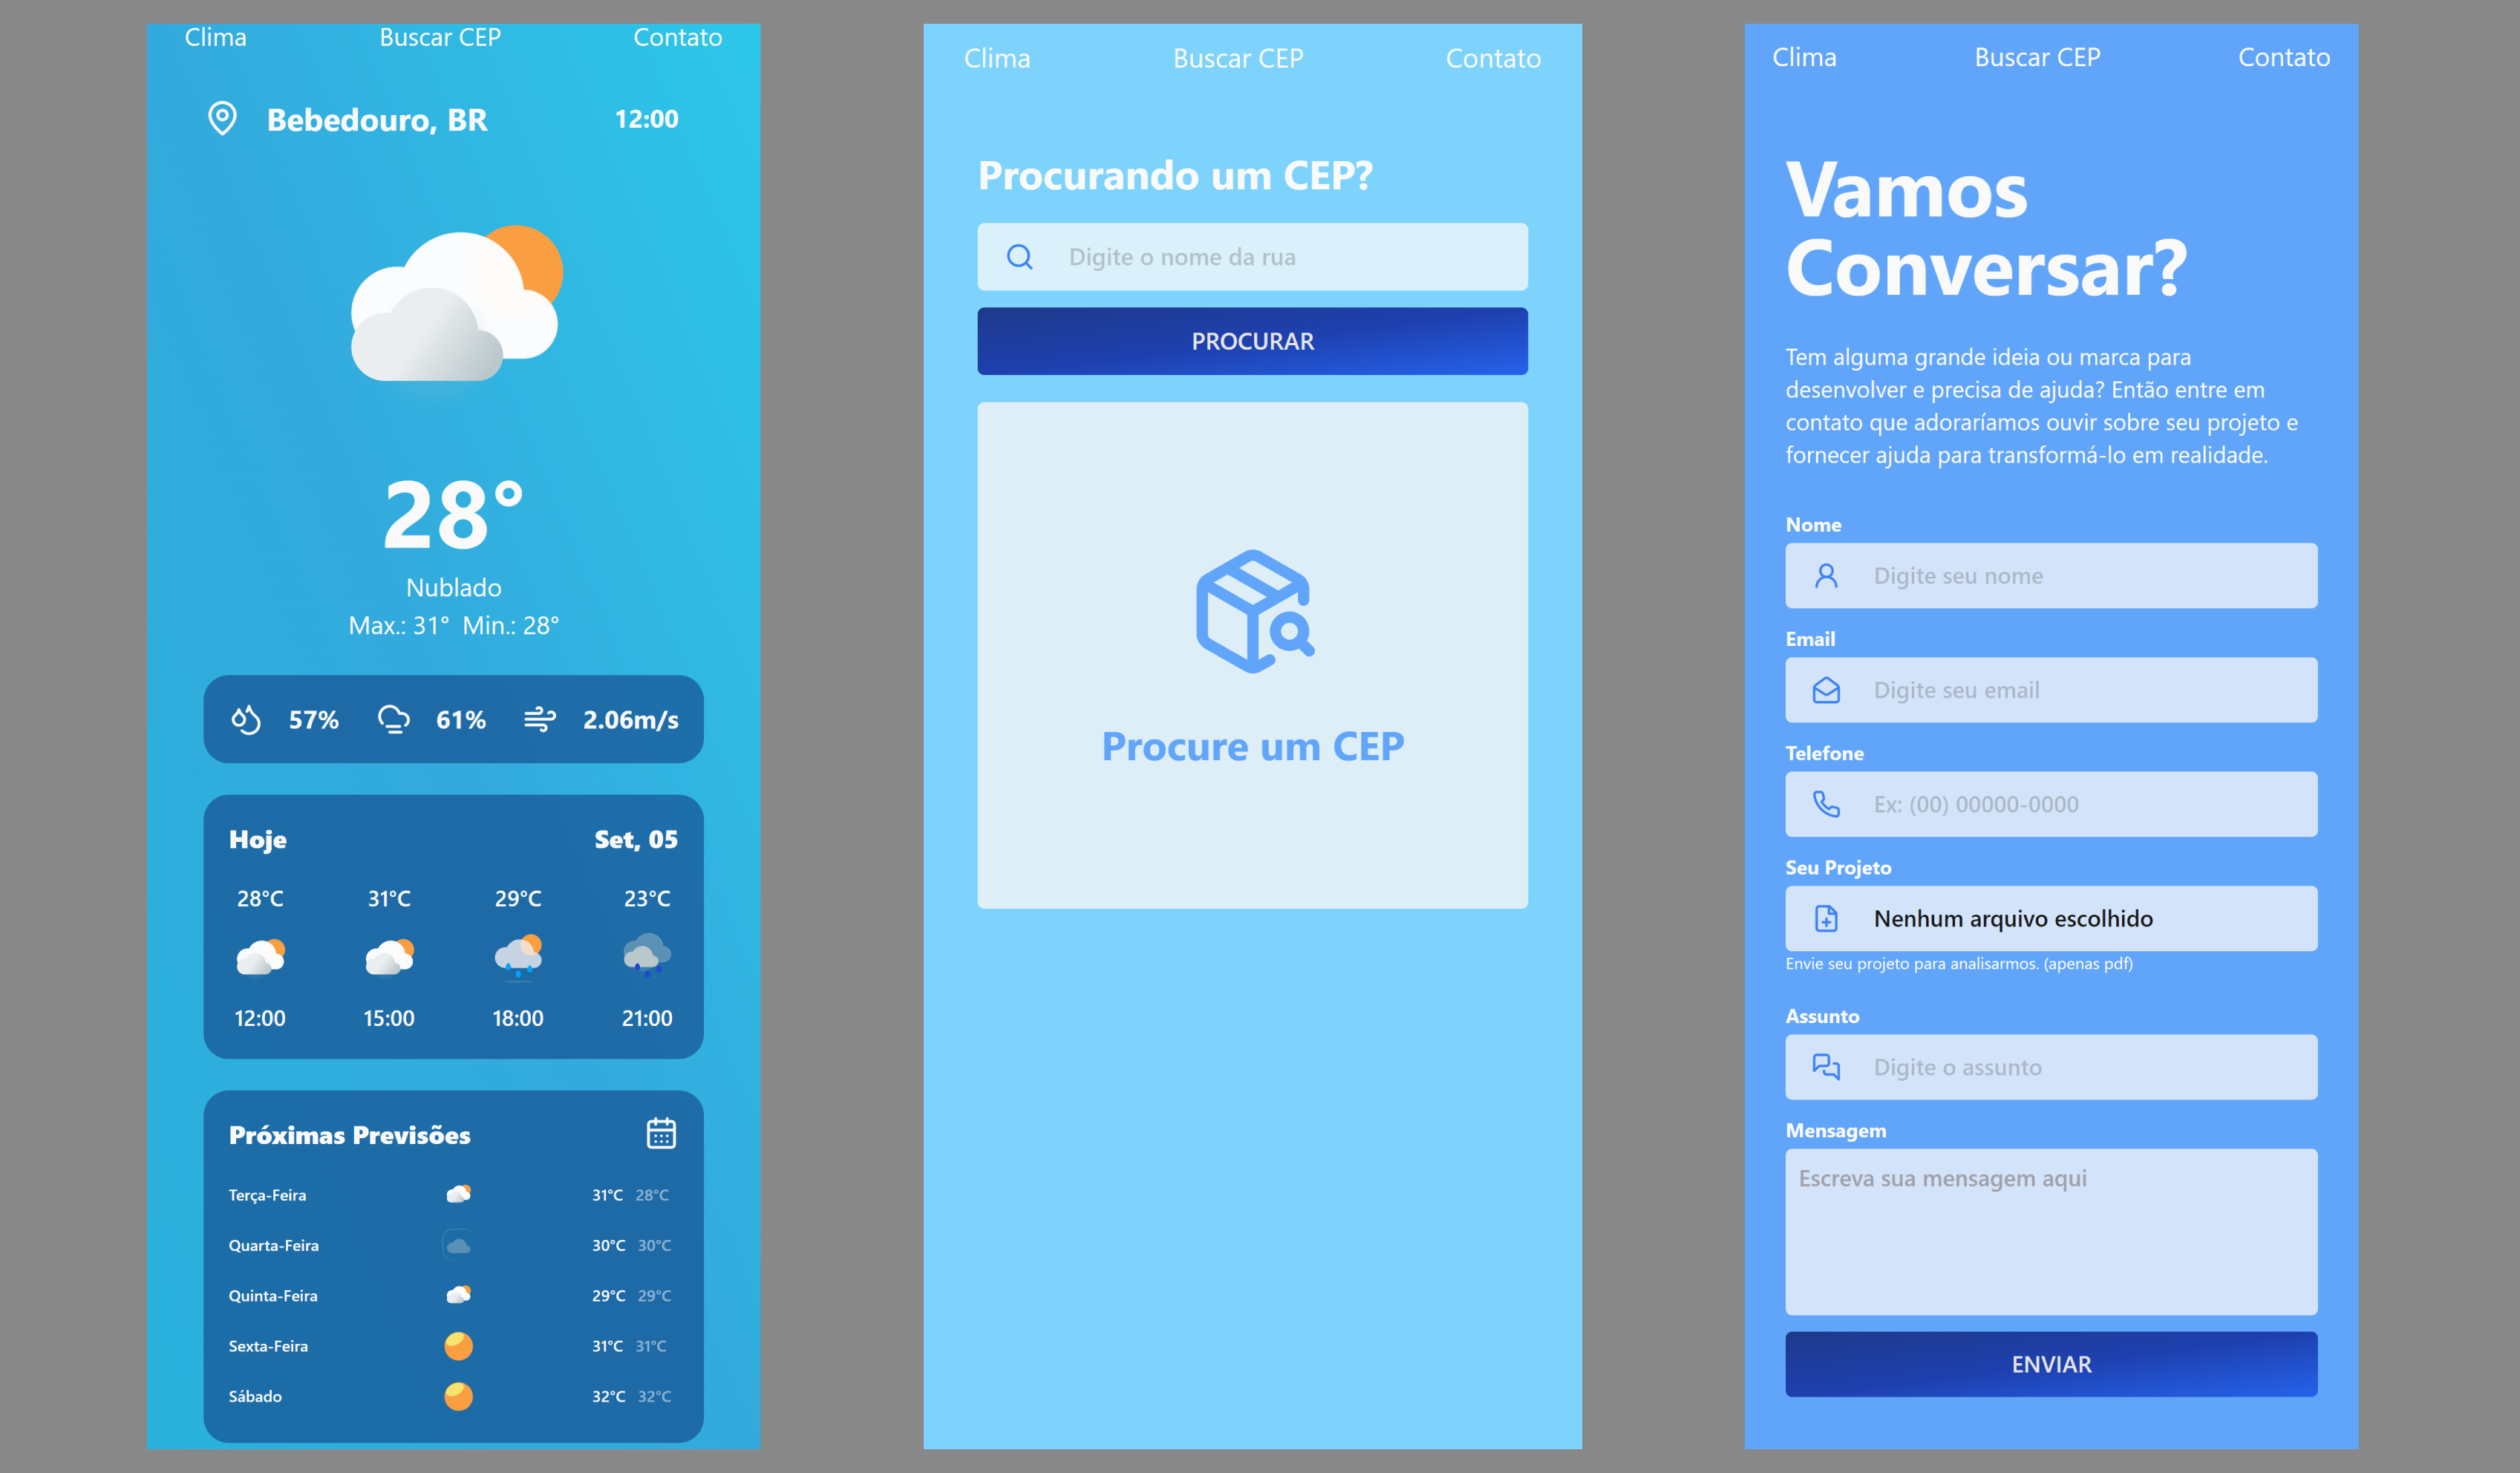 Clima Buscar CEP Contato
Bebedouro, BR 12:00
28°
Nublado
Max.: 31° Min.: 28°
57% 61% 2.06m/s
Hoje Set, 05
28°C 31°C 29°C 23°C
12:00 15:00 18:00 21:00
Próximas Previsões
Terça-Feira 31°C 28°C
Quarta-Feira 30°C 30°C
Quinta-Feira 29°C 29°C
Sexta-Feira 31°C 31°C
Sábado 32°C 32°C
Clima Buscar CEP Contato
Procurando um CEP?
Digite o nome da rua
PROCURAR
Procure um CEP
Clima Buscar CEP Contato
Vamos
Conversar?
Tem alguma grande ideia ou marca para
desenvolver e precisa de ajuda? Então entre em
contato que adoraríamos ouvir sobre seu projeto e
fornecer ajuda para transformá-lo em realidade.
Nome
Digite seu nome
Email
Digite seu email
Telefone
Ex: (00) 00000-0000
Seu Projeto
Nenhum arquivo escolhido
Envie seu projeto para analisarmos. (apenas pdf)
Assunto
Digite o assunto
Mensagem
Escreva sua mensagem aqui
ENVIAR